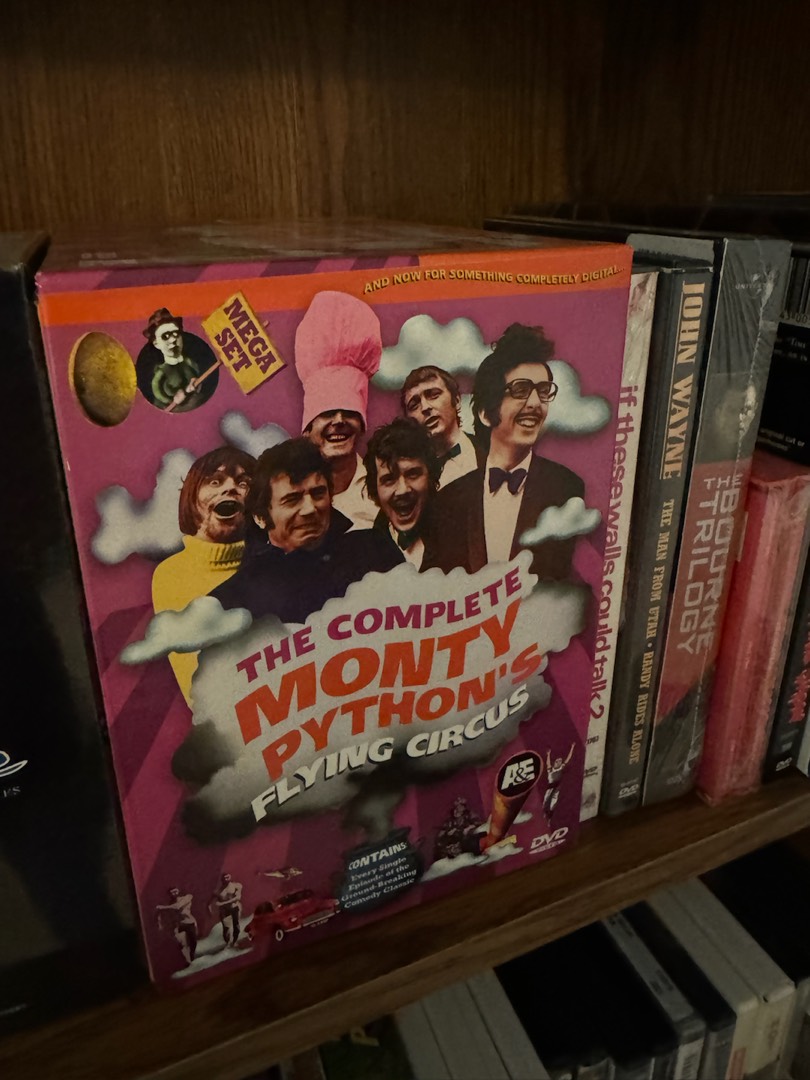 AND NOW FOR SOMETHING COMPLETELY DIGITAL...
MEGA
SET
THE COMPLETE
MONTY
PYTHON'S
FLYING CIRCUS
A&E
CONTAINS:
Every Single
Episode of the
Ground-Breaking
Comedy Classic
DVD
VIDEO
if these walls could talk 2
JOHN WAYNE
THE MAN FROM UTAH • RANDY RIDES ALONE
DVD
THE BOURNE
TRILOGY
DVD